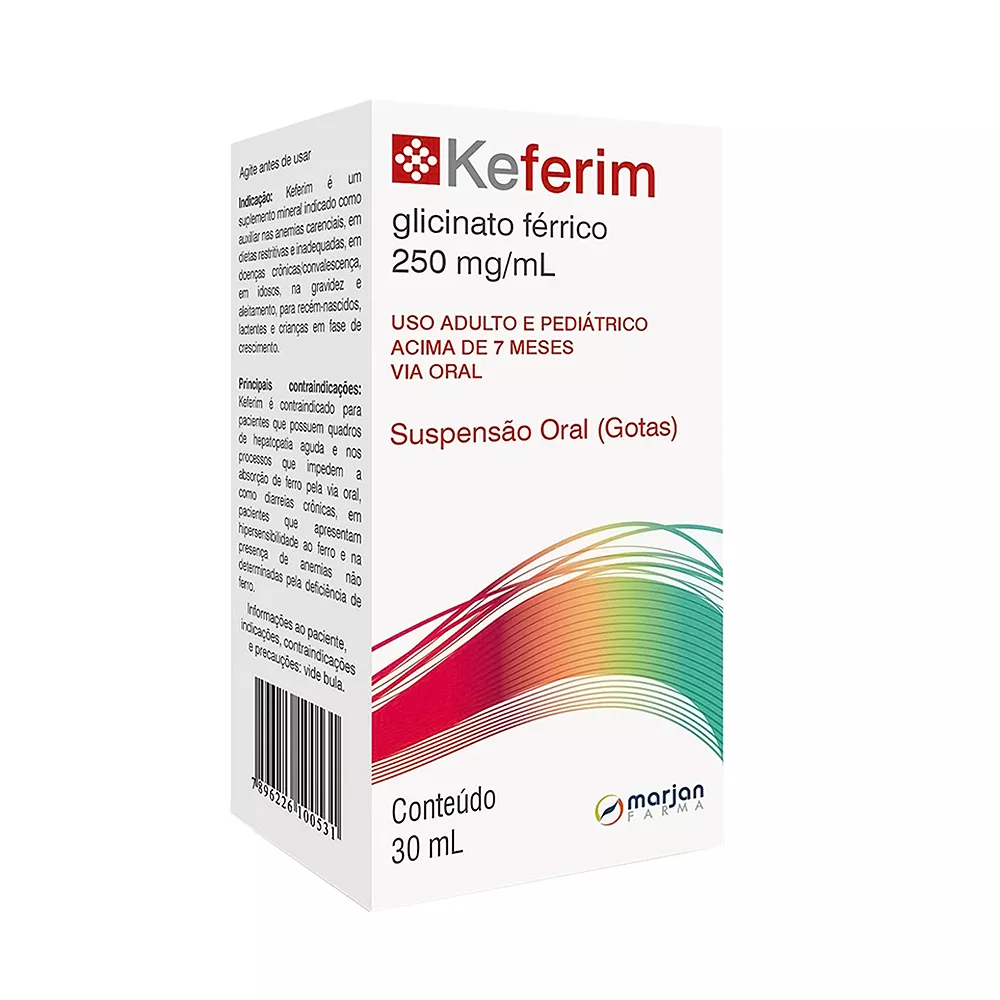 Agite antes de usar
Indicação: Keferim é um
suplemento mineral indicado como
auxiliar nas anemias carenciais, em
dietas restritivas e inadequadas, em
doenças crônicas/convalescença,
em idosos, na gravidez e
aleitamento, para recém-nascidos,
lactentes e crianças em fase de
crescimento.
Principais contraindicações:
Keferim é contraindicado para
pacientes que possuem quadros
de hepatopatia aguda e nos
processos que impedem a
absorção de ferro pela via oral,
como diarreias crônicas, em
pacientes que apresentam
hipersensibilidade ao ferro e na
presença de anemias não
determinadas pela deficiência de
ferro.
Informações ao paciente,
indicações, contraindicações
e precauções: vide bula.
7896226100531
Keferim
glicinato férrico
250 mg/mL
USO ADULTO E PEDIÁTRICO
ACIMA DE 7 MESES
VIA ORAL
Suspensão Oral (Gotas)
Conteúdo
30 mL
marjan
FARMA